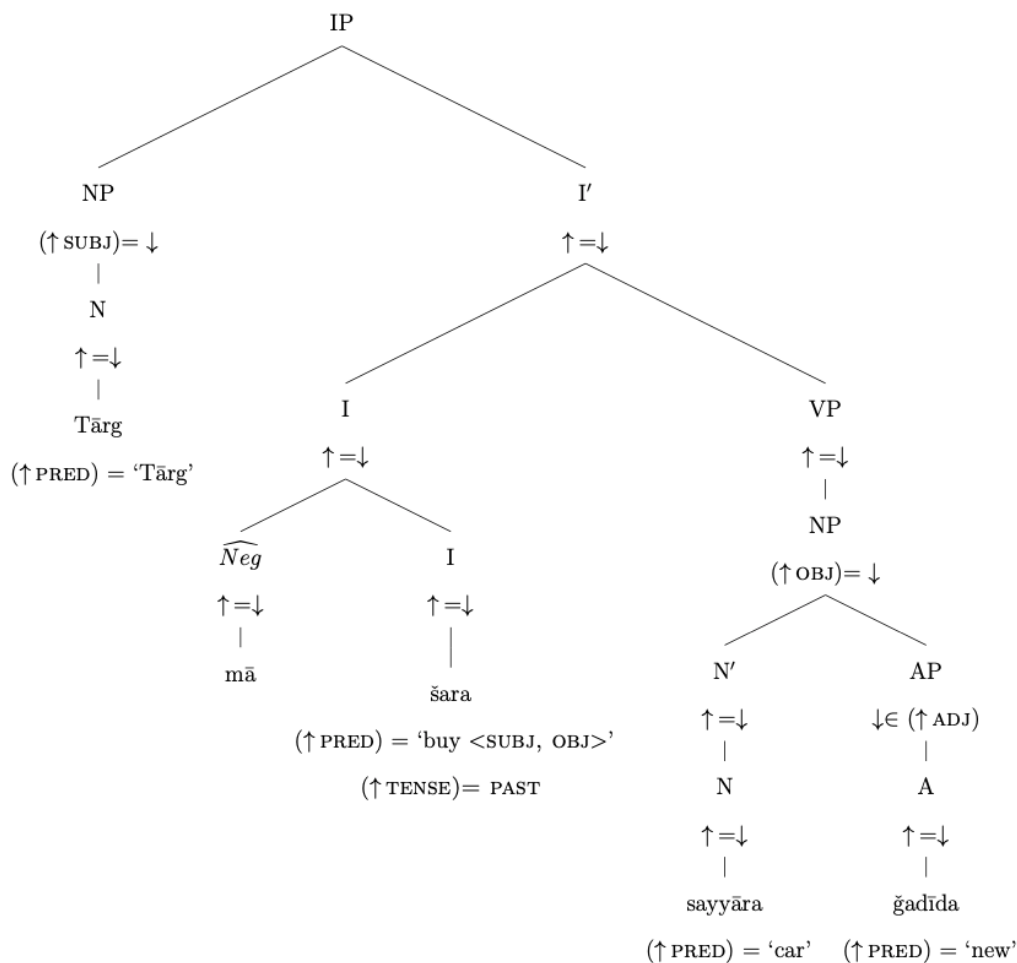 IP
NP I′
(↑ SUBJ)= ↓ ↑ =↓
N
↑ =↓
Tārg I VP
(↑ PRED) = ‘Tārg’ ↑ =↓ ↑ =↓
N͡eg I NP
↑ =↓ ↑ =↓ (↑ OBJ)= ↓
mā šara N′ AP
(↑ PRED) = ‘buy <SUBJ, OBJ>’ ↑ =↓ ↓∈ (↑ ADJ)
(↑ TENSE)= PAST N A
↑ =↓ ↑ =↓
sayyāra ǧadīda
(↑ PRED) = ‘car’ (↑ PRED) = ‘new’